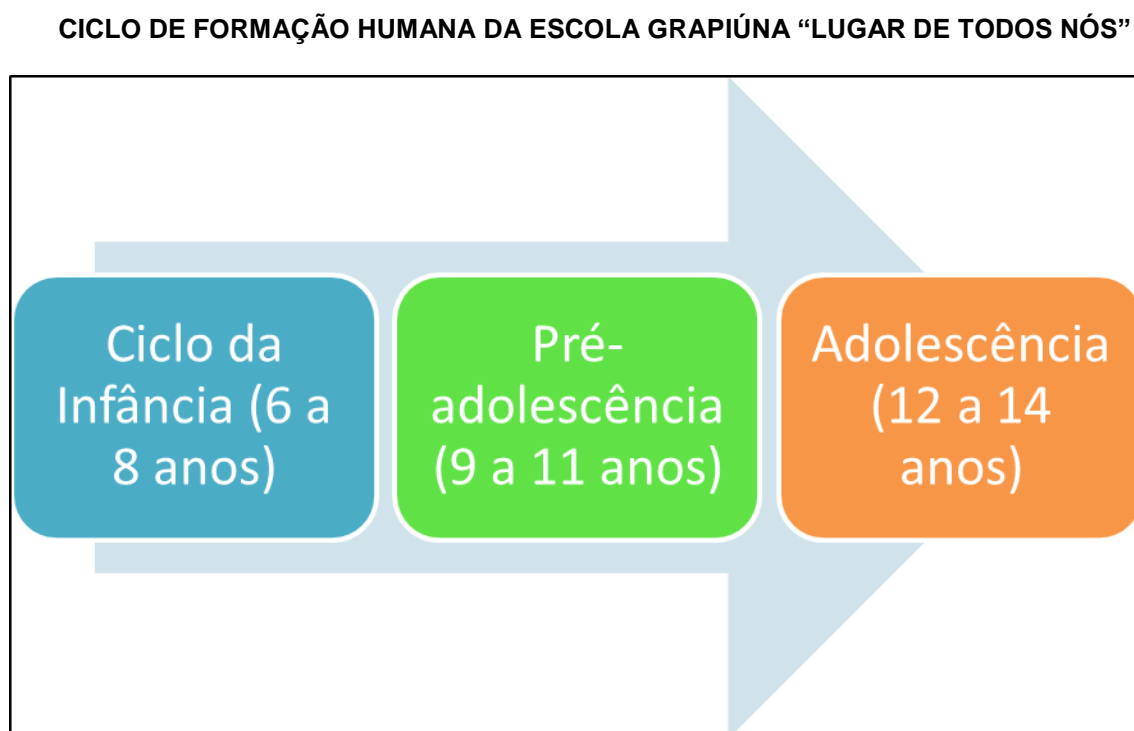 CICLO DE FORMAÇÃO HUMANA DA ESCOLA GRAPIÚNA “LUGAR DE TODOS NÓS”
Ciclo da
Infância (6 a
8 anos)
Pré-
adolescência
(9 a 11 anos)
Adolescência
(12 a 14
anos)